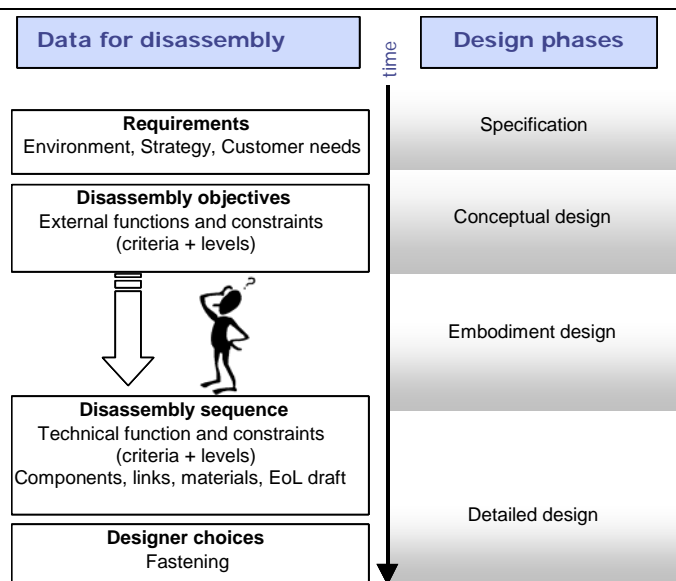 Data for disassembly
time
Design phases
Requirements
Environment, Strategy, Customer needs
Specification
Disassembly objectives
External functions and constraints
(criteria + levels)
Conceptual design
?
Embodiment design
Disassembly sequence
Technical function and constraints
(criteria + levels)
Components, links, materials, EoL draft
Detailed design
Designer choices
Fastening